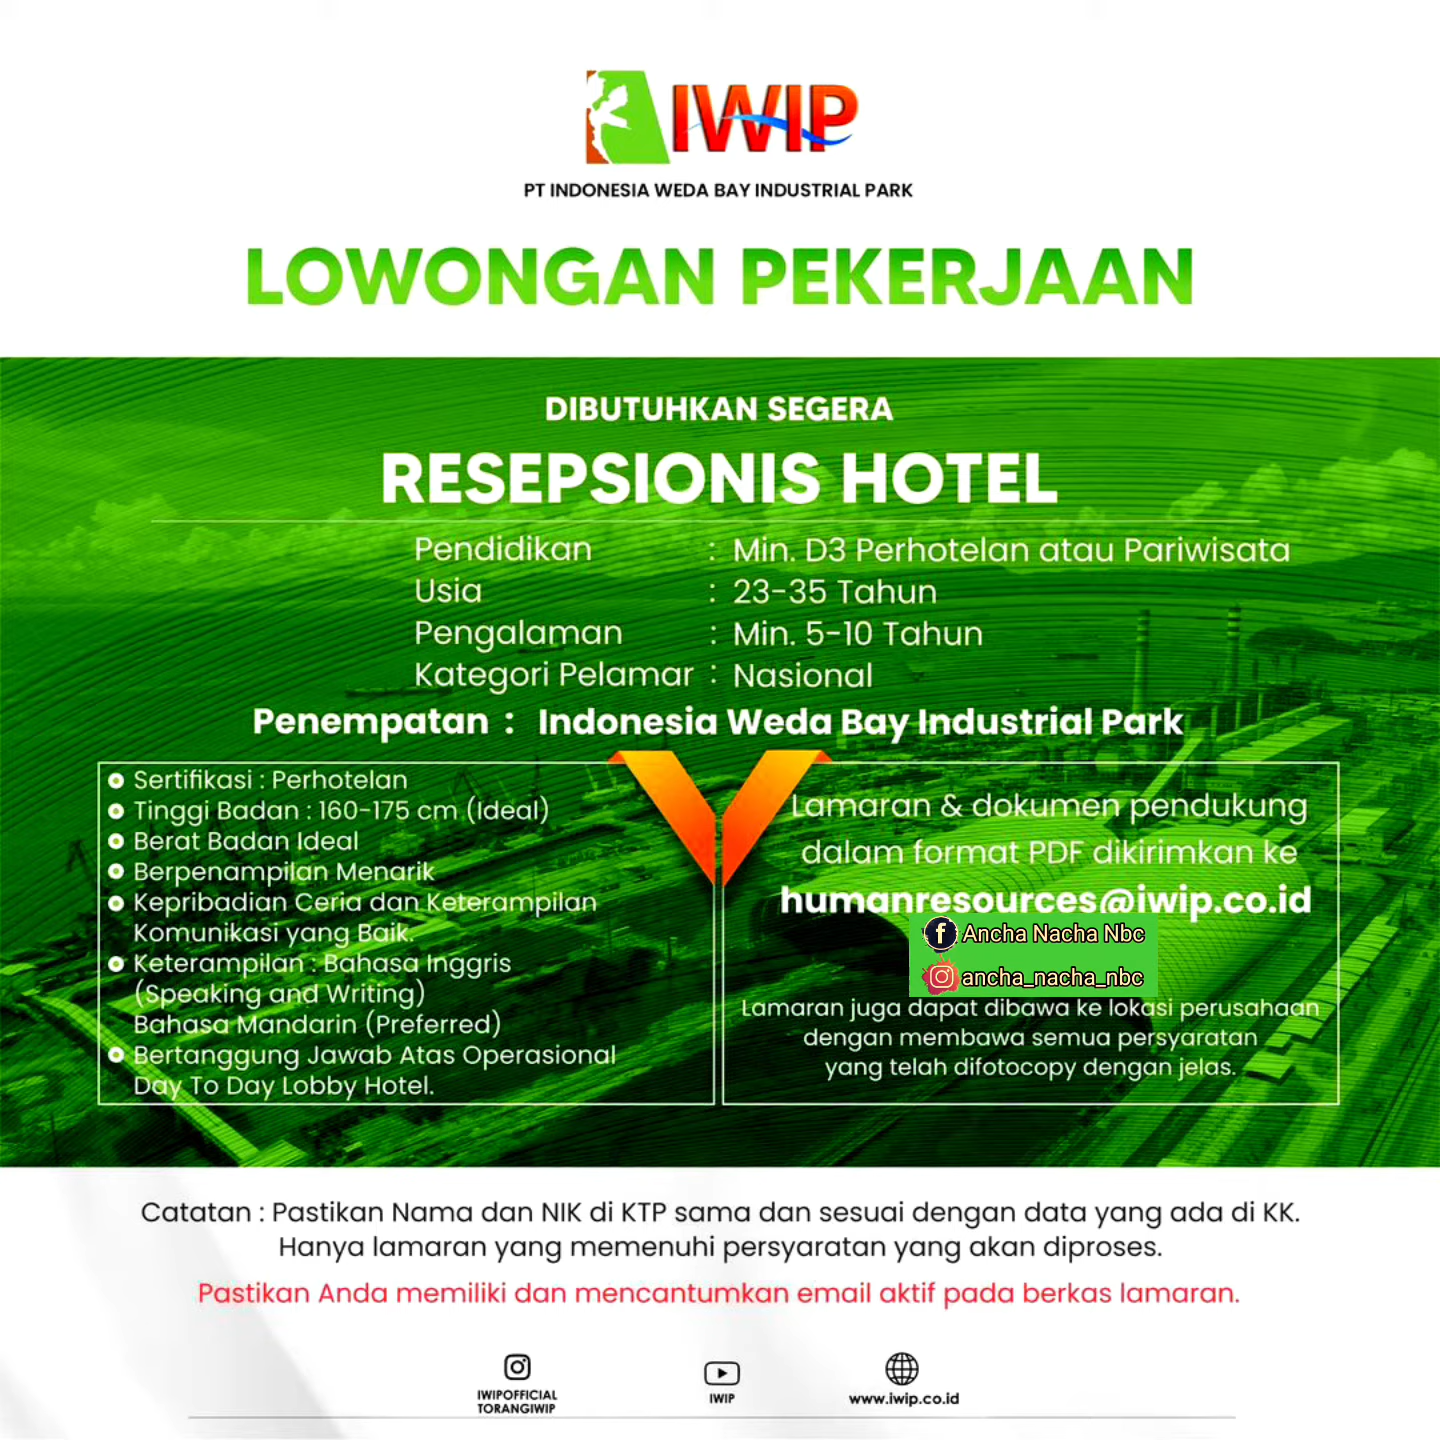 IWIP
PT INDONESIA WEDA BAY INDUSTRIAL PARK
LOWONGAN PEKERJAAN
DIBUTUHKAN SEGERA
RESEPSIONIS HOTEL
Pendidikan : Min. D3 Perhotelan atau Pariwisata
Usia : 23-35 Tahun
Pengalaman : Min. 5-10 Tahun
Kategori Pelamar : Nasional
Penempatan : Indonesia Weda Bay Industrial Park
Sertifikasi : Perhotelan
Tinggi Badan : 160-175 cm (Ideal)
Berat Badan Ideal
Berpenampilan Menarik
Kepribadian Ceria dan Keterampilan
Komunikasi yang Baik.
Keterampilan : Bahasa Inggris
(Speaking and Writing)
Bahasa Mandarin (Preferred)
Bertanggung Jawab Atas Operasional
Day To Day Lobby Hotel.
Lamaran & dokumen pendukung
dalam format PDF dikirimkan ke
humanresources@iwip.co.id
Ancha Nacha Nbc
ancha_nacha_nbc
Lamaran juga dapat dibawa ke lokasi perusahaan
dengan membawa semua persyaratan
yang telah difotocopy dengan jelas.
Catatan : Pastikan Nama dan NIK di KTP sama dan sesuai dengan data yang ada di KK.
Hanya lamaran yang memenuhi persyaratan yang akan diproses.
Pastikan Anda memiliki dan mencantumkan email aktif pada berkas lamaran.
IWIPOFFICIAL
TORANGIWIP
IWIP
www.iwip.co.id